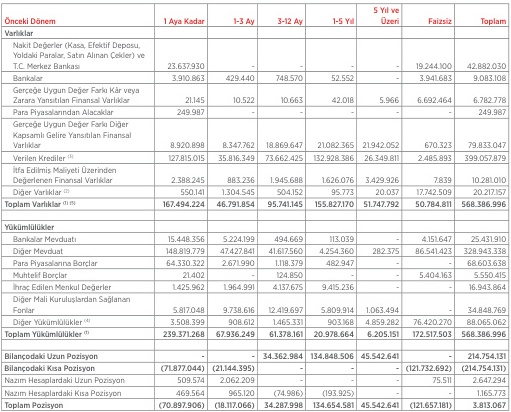 Önceki Dönem 1 Aya Kadar 1-3 Ay 3-12 Ay 1-5 Yıl 5 Yıl ve Üzeri Faizsiz Toplam
Varlıklar
Nakit Değerler (Kasa, Efektif Deposu,
Yoldaki Paralar, Satın Alınan Çekler) ve
T.C. Merkez Bankası 23.637.930 - - - - 19.244.100 42.882.030
Bankalar 3.910.863 429.440 748.570 52.552 - 3.941.683 9.083.108
Gerçeğe Uygun Değer Farkı Kâr veya
Zarara Yansıtılan Finansal Varlıklar 21.145 10.522 10.663 42.018 5.966 6.692.464 6.782.778
Para Piyasalarından Alacaklar 249.987 - - - - - 249.987
Gerçeğe Uygun Değer Farkı Diğer
Kapsamlı Gelire Yansıtılan Finansal
Varlıklar 8.920.898 8.347.762 18.869.647 21.082.365 21.942.052 670.323 79.833.047
Verilen Krediler (3) 127.815.015 35.816.349 73.662.425 132.928.386 26.349.811 2.485.893 399.057.879
İtfa Edilmiş Maliyeti Üzerinden
Değerlenen Finansal Varlıklar 2.388.245 883.236 1.945.688 1.626.076 3.429.926 7.839 10.281.010
Diğer Varlıklar (2) 550.141 1.304.545 504.152 95.773 20.037 17.742.509 20.217.157
Toplam Varlıklar (1) (5) 167.494.224 46.791.854 95.741.145 155.827.170 51.747.792 50.784.811 568.386.996
Yükümlülükler
Bankalar Mevduatı 15.448.356 5.224.199 494.669 113.039 - 4.151.647 25.431.910
Diğer Mevduat 148.819.779 47.427.841 41.617.560 4.254.360 282.375 86.541.423 328.943.338
Para Piyasalarına Borçlar 64.330.322 2.671.990 1.118.379 482.947 - - 68.603.638
Muhtelif Borçlar 21.402 - 124.850 - - 5.404.163 5.550.415
İhraç Edilen Menkul Değerler 1.425.962 1.964.991 4.137.675 9.415.236 - - 16.943.864
Diğer Mali Kuruluşlardan Sağlanan
Fonlar 5.817.048 9.738.616 12.419.697 5.809.914 1.063.494 - 34.848.769
Diğer Yükümlülükler (4) 3.508.399 908.612 1.465.331 903.168 4.859.282 76.420.270 88.065.062
Toplam Yükümlülükler (1) 239.371.268 67.936.249 61.378.161 20.978.664 6.205.151 172.517.503 568.386.996
Bilançodaki Uzun Pozisyon - - 34.362.984 134.848.506 45.542.641 - 214.754.131
Bilançodaki Kısa Pozisyon (71.877.044) (21.144.395) - - - (121.732.692) (214.754.131)
Nazım Hesaplardaki Uzun Pozisyon 509.574 2.062.209 - - - 75.511 2.647.294
Nazım Hesaplardaki Kısa Pozisyon 469.564 965.120 (74.986) (193.925) - - 1.165.773
Toplam Pozisyon (70.897.906) (18.117.066) 34.287.998 134.654.581 45.542.641 (121.657.181) 3.813.067